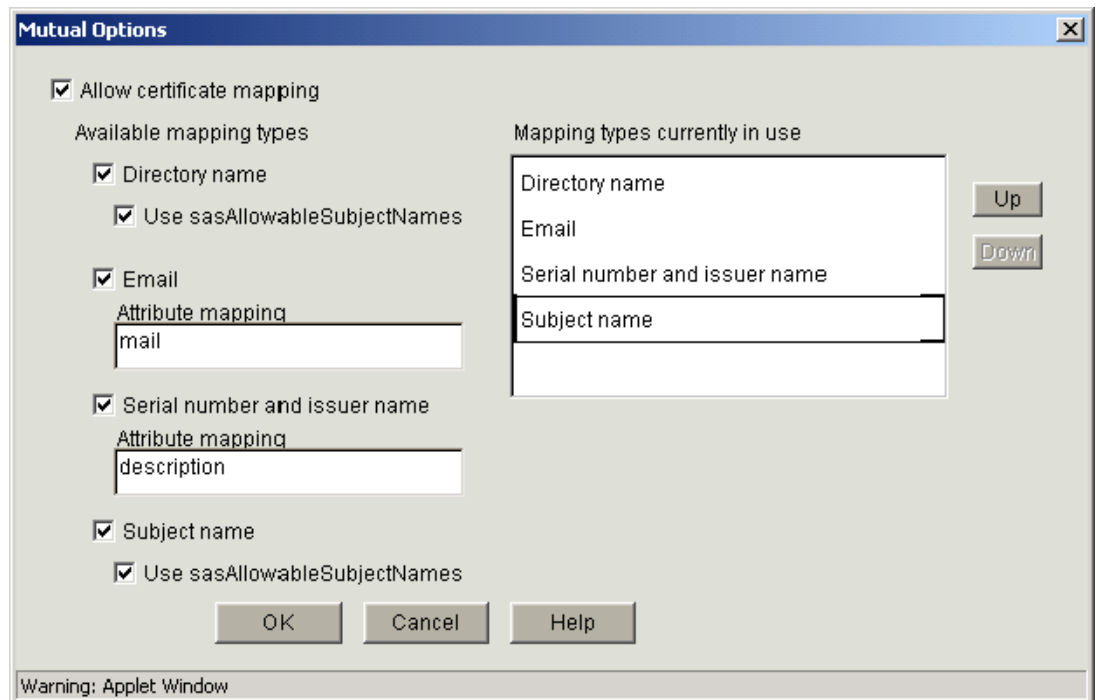 Mutual Options
Allow certificate mapping
Available mapping types
Directory name
Use sasAllowableSubjectNames
Email
Attribute mapping
mail
Serial number and issuer name
Attribute mapping
description
Subject name
Use sasAllowableSubjectNames
Mapping types currently in use
Directory name
Email
Serial number and issuer name
Subject name
Up
Down
OK
Cancel
Help
Warning: Applet Window